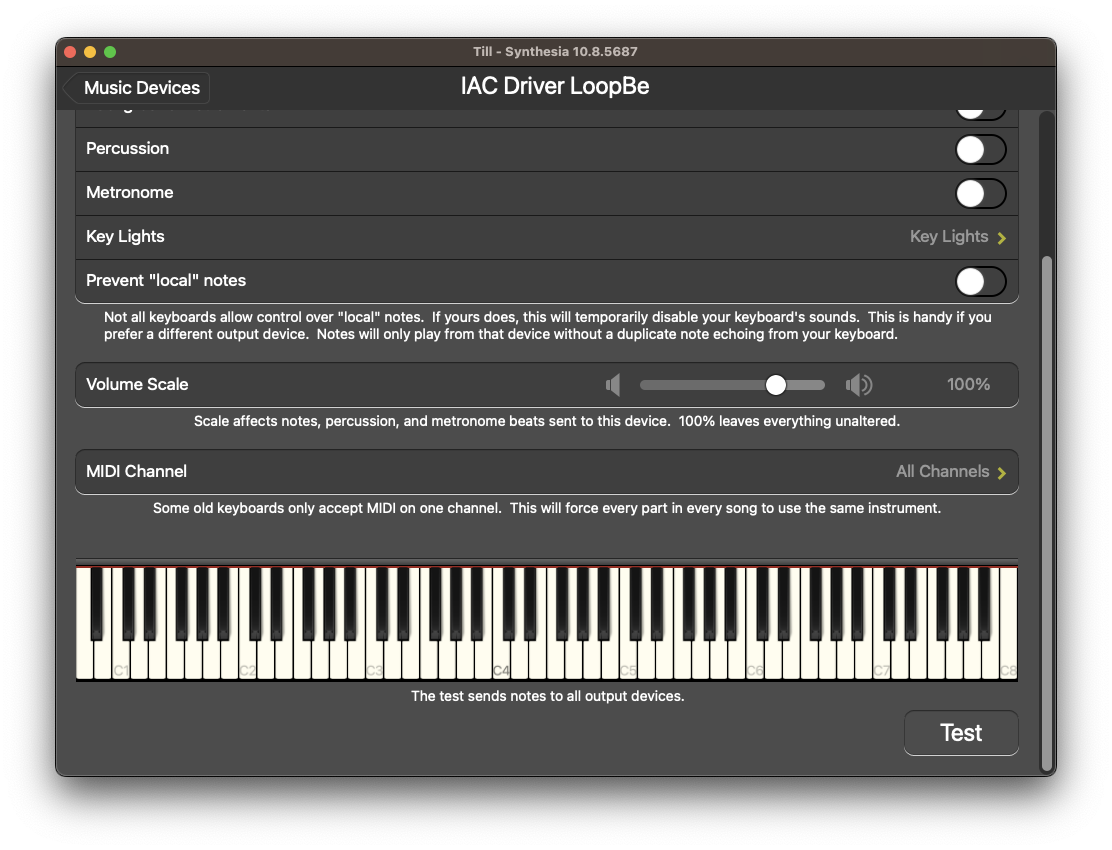 Till - Synthesia 10.8.5687
Music Devices
IAC Driver LoopBe
Percussion
Metronome
Key Lights
Key Lights
Prevent "local" notes
Not all keyboards allow control over "local" notes.  If yours does, this will temporarily disable your keyboard's sounds.  This is handy if you
prefer a different output device.  Notes will only play from that device without a duplicate note echoing from your keyboard.
Volume Scale
100%
Scale affects notes, percussion, and metronome beats sent to this device.  100% leaves everything unaltered.
MIDI Channel
All Channels
Some old keyboards only accept MIDI on one channel.  This will force every part in every song to use the same instrument.
C1 C2 C3 C4 C5 C6 C7 C8
The test sends notes to all output devices.
Test